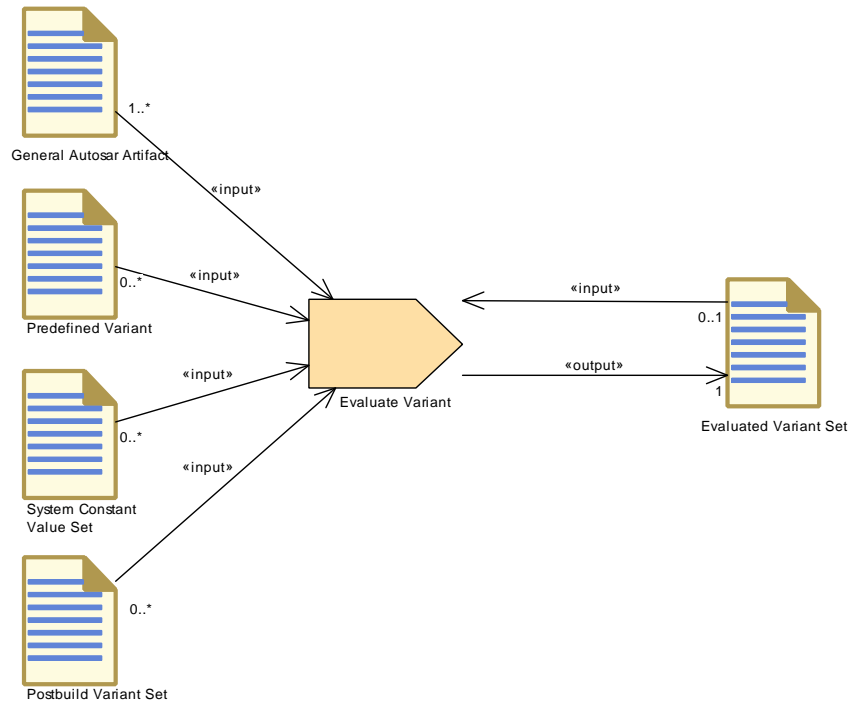 1..*
General Autosar Artifact
«input»
0..*
«input»
Predefined Variant
«input»
0..1
«output»
1
Evaluated Variant Set
Evaluate Variant
«input»
0..*
System Constant
Value Set
«input»
0..*
Postbuild Variant Set